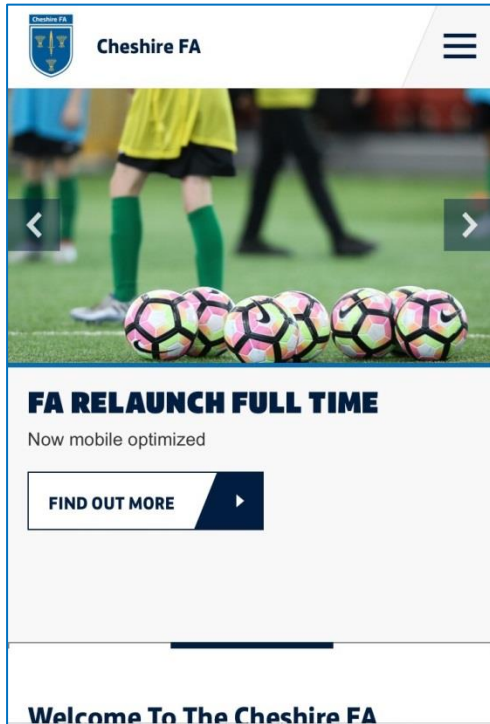 Cheshire FA
Cheshire FA
FA RELAUNCH FULL TIME
Now mobile optimized
FIND OUT MORE
Welcome To The Cheshire FA